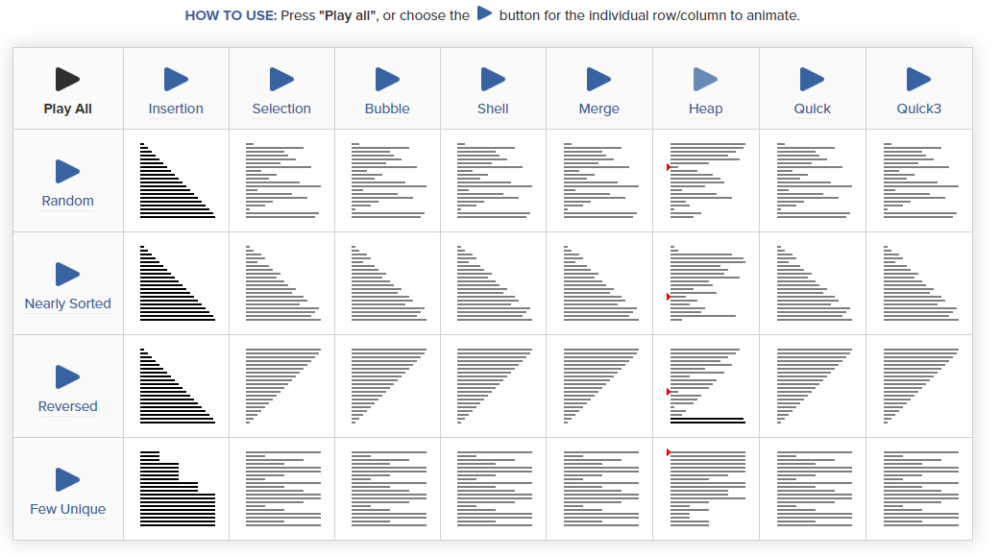 HOW TO USE: Press "Play all", or choose the button for the individual row/column to animate.
Play All
Insertion
Selection
Bubble
Shell
Merge
Heap
Quick
Quick3
Random
Nearly Sorted
Reversed
Few Unique